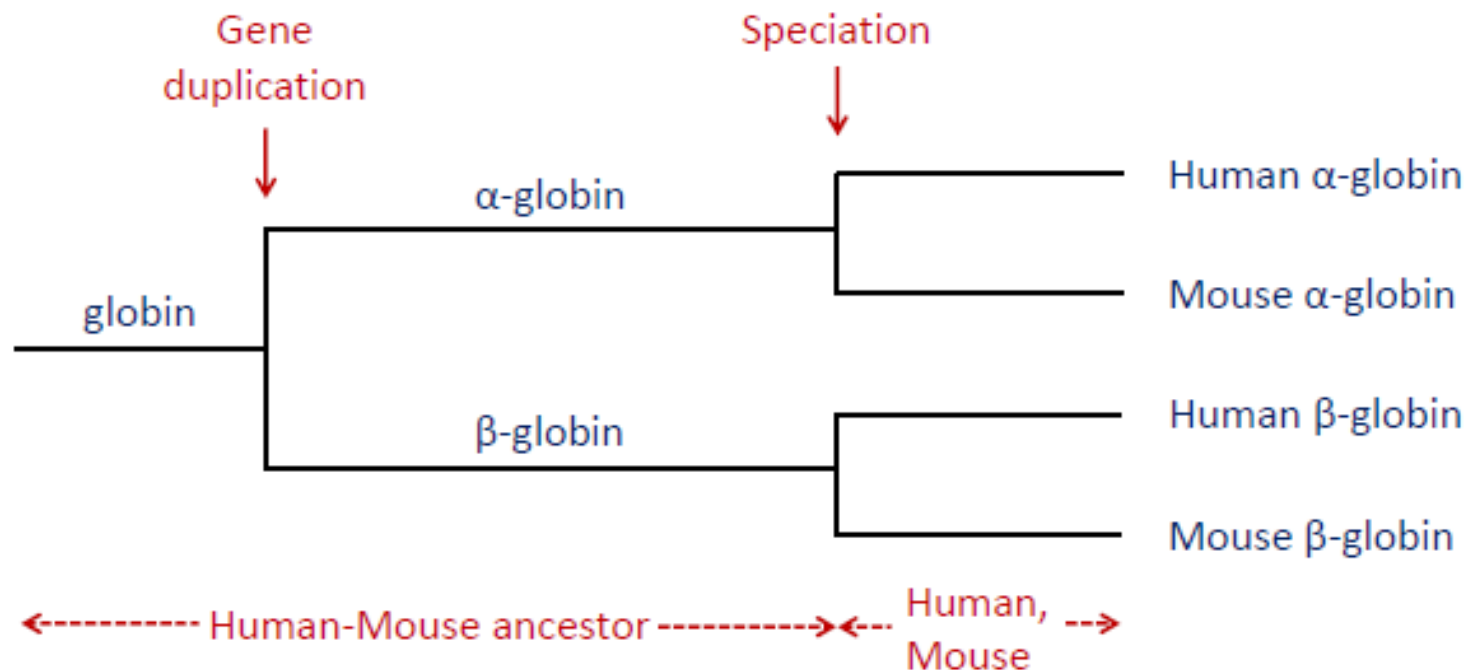 Gene
duplication
Speciation
α-globin
Human α-globin
Mouse α-globin
globin
β-globin
Human β-globin
Mouse β-globin
Human-Mouse ancestor
Human,
Mouse